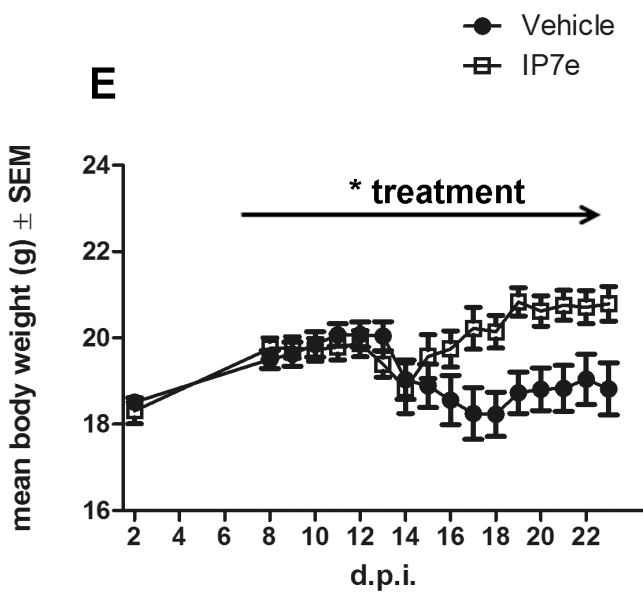 Vehicle
IP7e
E
mean body weight (g) ± SEM
24
22
20
18
16
* treatment
2 4 6 8 10 12 14 16 18 20 22
d.p.i.